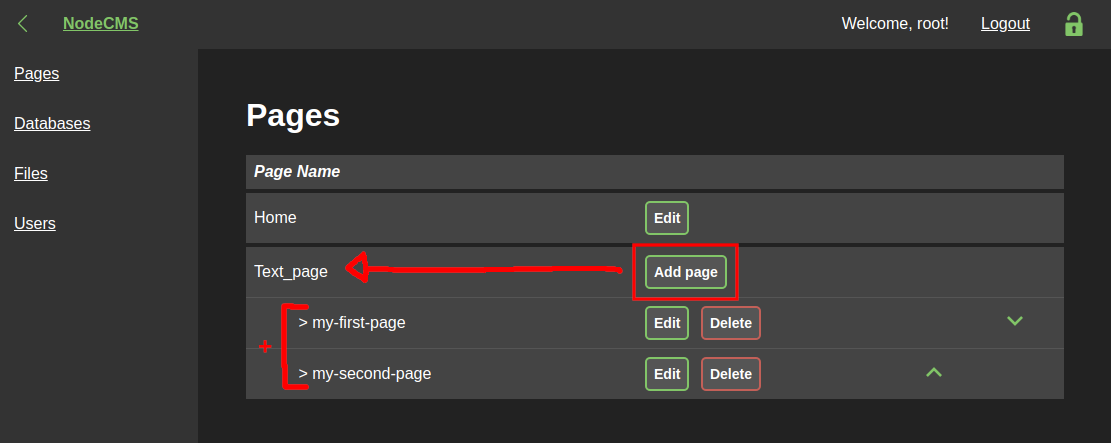 NodeCMS
Welcome, root! Logout
Pages
Databases
Files
Users
Pages
Page Name
Home Edit
Text_page Add page
> my-first-page Edit Delete
+
> my-second-page Edit Delete